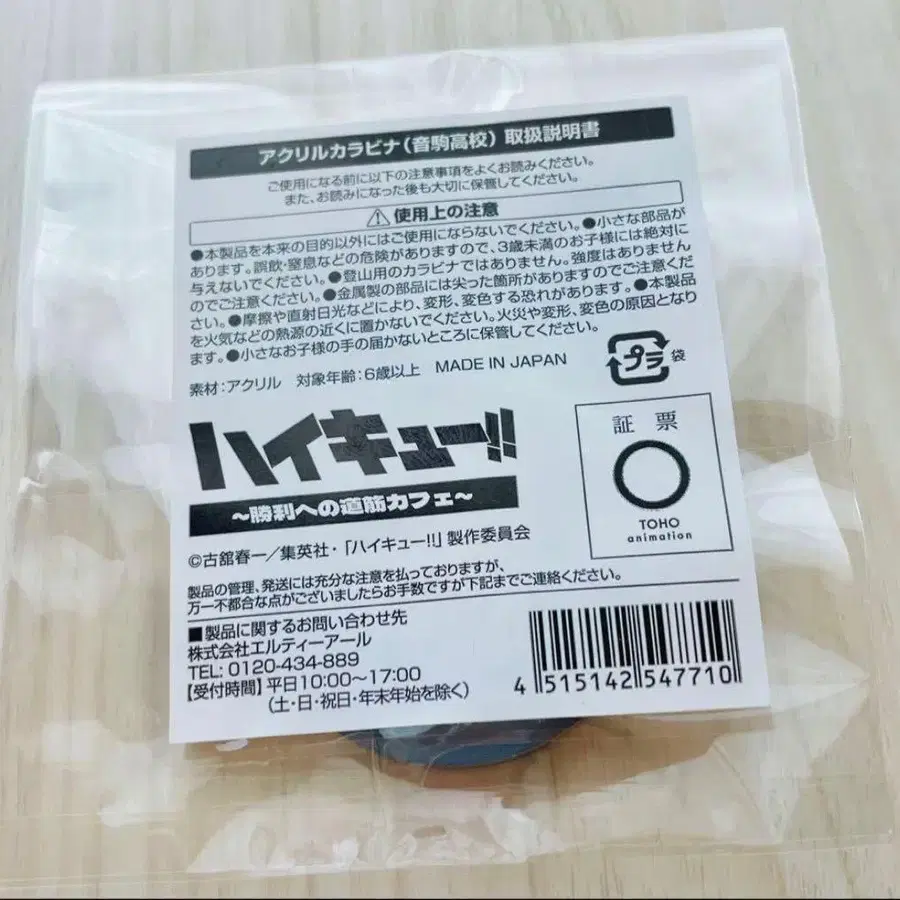 アクリルカラビナ(音駒高校) 取扱説明書
ご使用になる前に以下の注意事項をよくお読みください。
また、お読みになった後も大切に保管してください。
⚠使用上の注意
●本製品を本来の目的以外にはご使用にならないでください。●小さな部品が
あります。誤飲・窒息などの危険がありますので、3歳未満のお子様には絶対に
与えないでください。●登山用のカラビナではありません。強度はありません
のでご注意ください。●金属製の部品には尖った箇所がありますのでご注意くだ
さい。●摩擦や直射日光などにより、変形、変色する恐れがあります。●本製品
を火気などの熱源の近くに置かないでください。火災や変形、変色の原因となり
ます。●小さなお子様の手の届かないところに保管してください。
素材:アクリル 対象年齢:6歳以上 MADE IN JAPAN
プラ 袋
ハイキュー!!
~勝利への道筋カフェ~
証票
TOHO
animation
©古舘春一/集英社・「ハイキュー!!」製作委員会
製品の管理、発送には充分な注意を払っておりますが、
万一不都合な点がございましたらお手数ですが下記までご連絡ください。
■製品に関するお問い合わせ先
株式会社エルティーアール
TEL: 0120-434-889
【受付時間】平日10:00~17:00
(土・日・祝日・年末年始を除く)
4 515142 547710